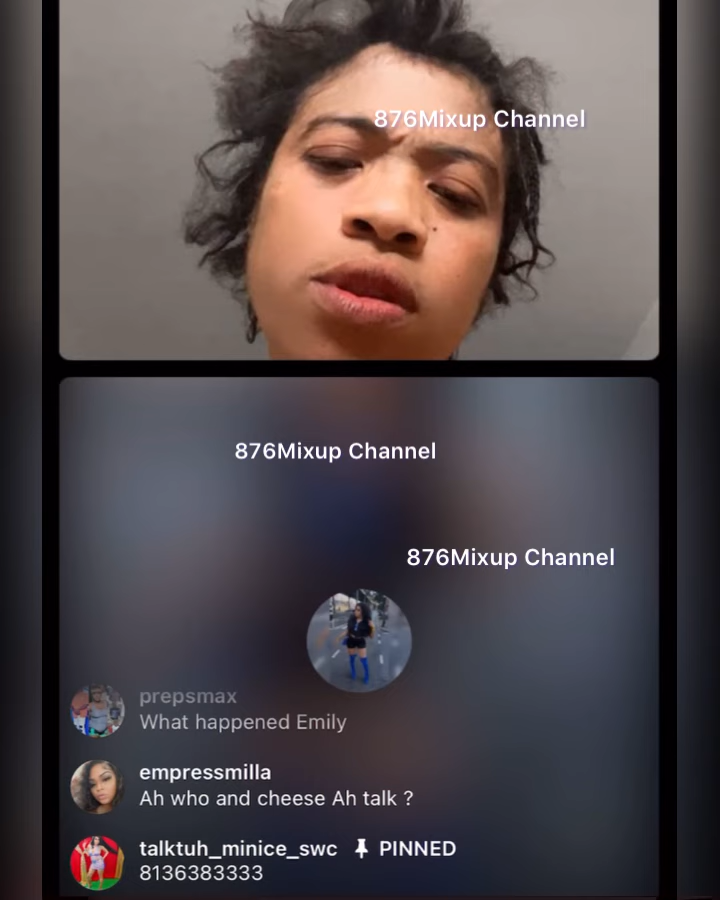 876Mixup Channel
876Mixup Channel
876Mixup Channel
prepsmax
What happened Emily
empressmilla
Ah who and cheese Ah talk ?
talktuh_minice_swc PINNED
8136383333